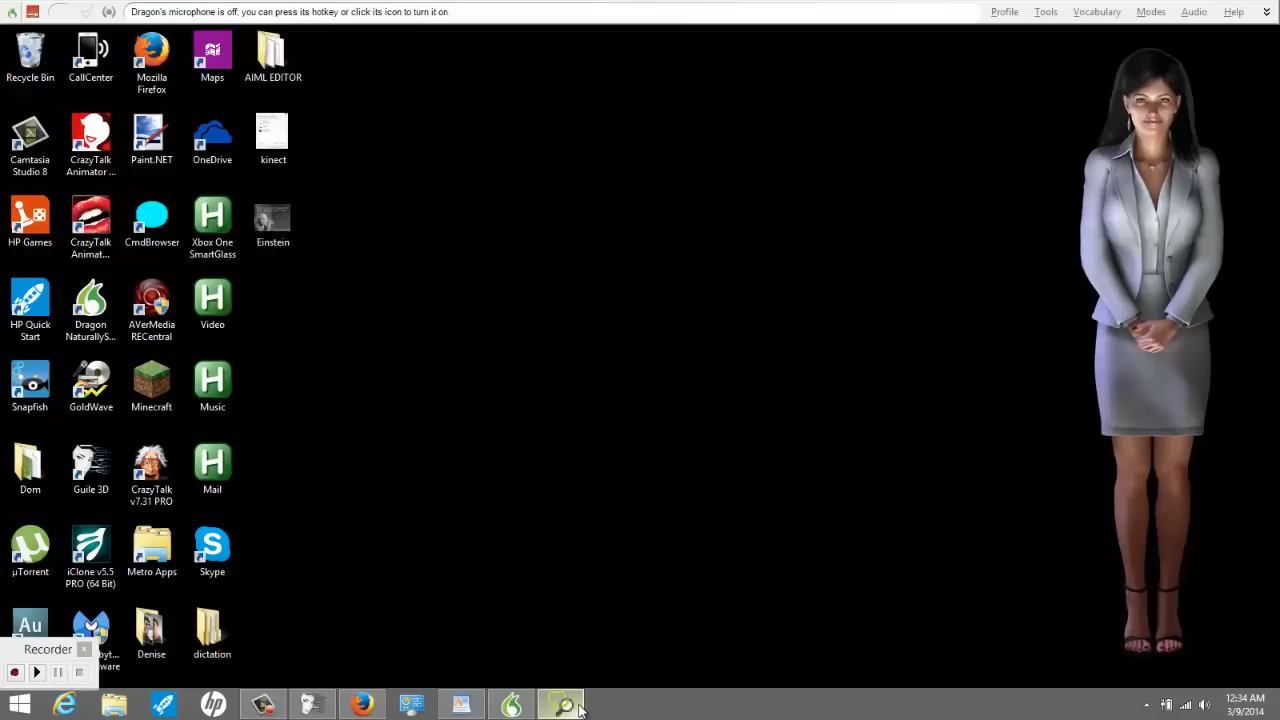 Dragon's microphone is off, you can press its hotkey or click its icon to turn it on.
Profile Tools Vocabulary Modes Audio Help
Recycle Bin
CallCenter
Mozilla
Firefox
Maps
AIML EDITOR
Camtasia
Studio 8
CrazyTalk
Animator ...
Paint.NET
OneDrive
kinect
HP Games
CrazyTalk
Animat...
CmdBrowser
H
Xbox One
SmartGlass
Einstein
HP Quick
Start
Dragon
NaturallyS...
AVerMedia
RECentral
H
Video
Snapfish
GoldWave
Minecraft
H
Music
Dom
Guile 3D
CrazyTalk
v7.31 PRO
H
Mail
µTorrent
iClone v5.5
PRO (64 Bit)
Metro Apps
Skype
Au
Denise
dictation
Recorder
12:34 AM
3/9/2014